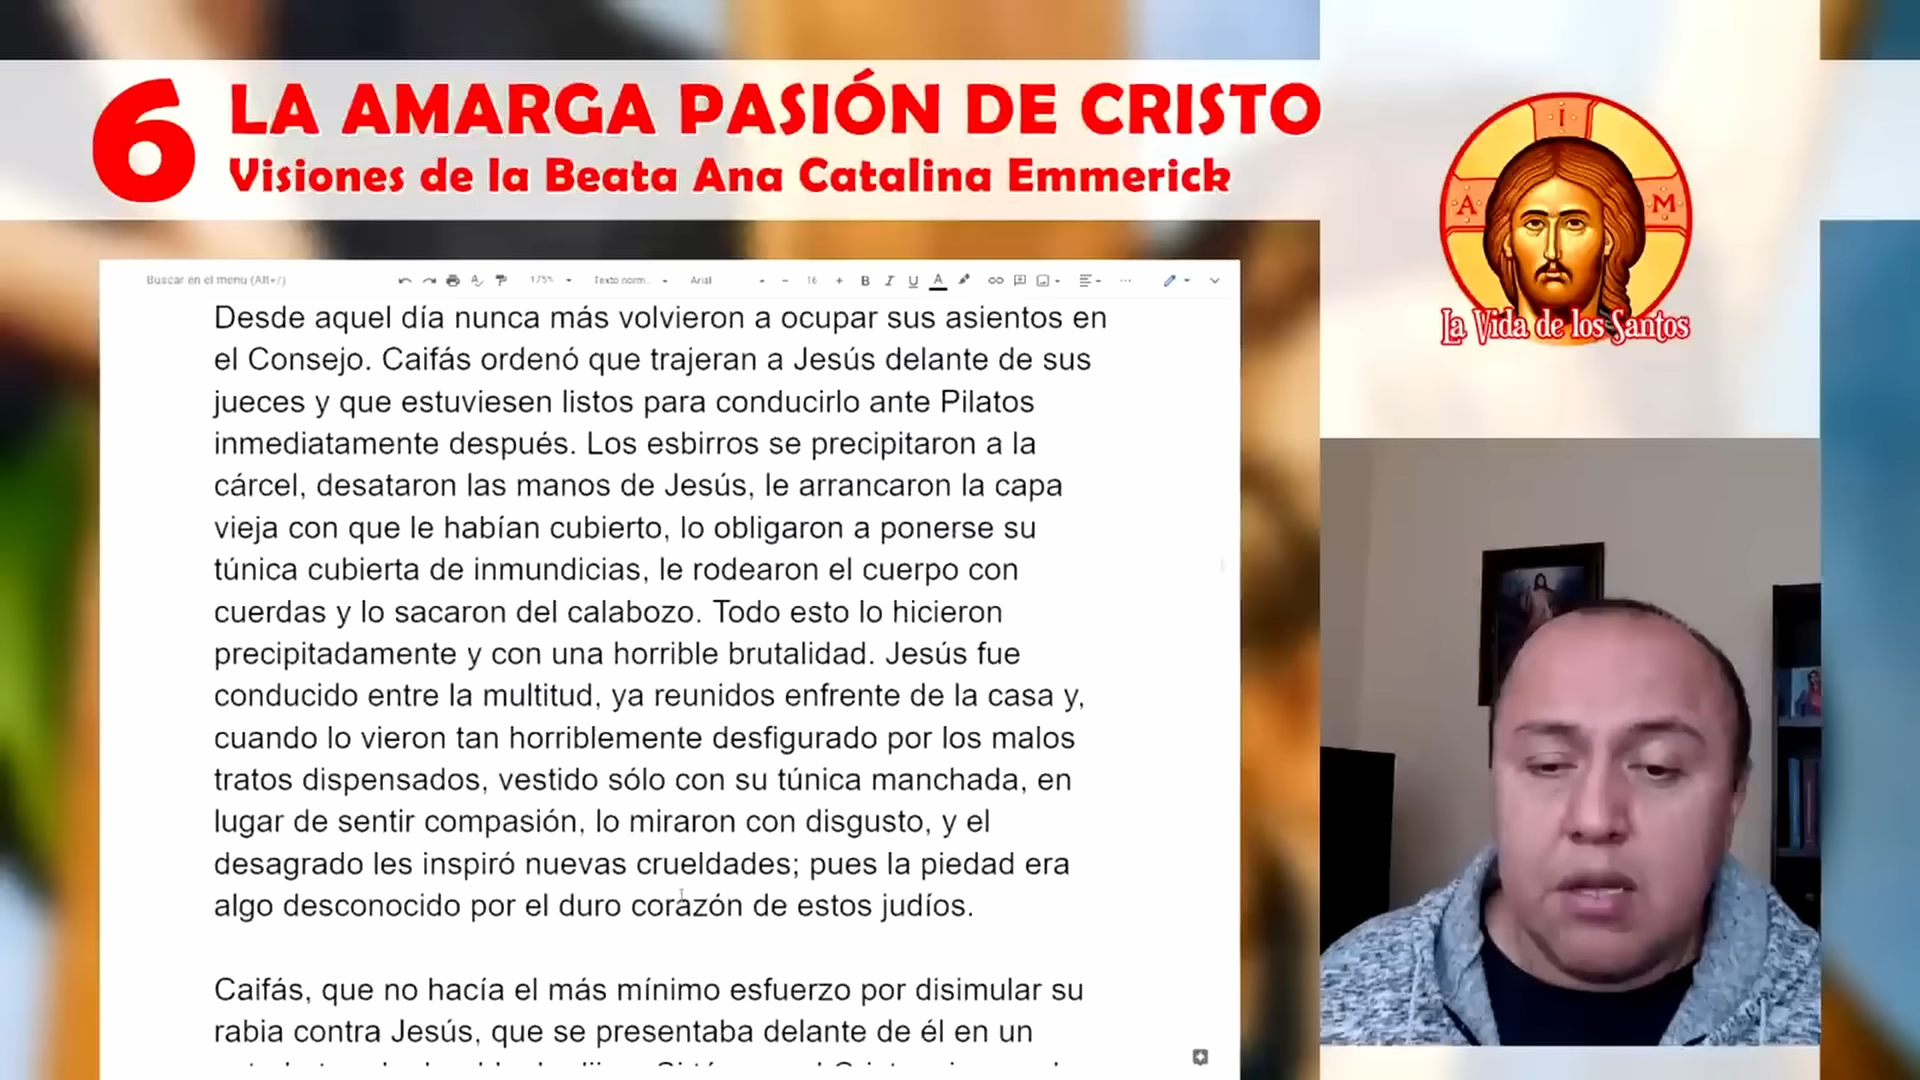 6
LA AMARGA PASIÓN DE CRISTO
Visiones de la Beata Ana Catalina Emmerick
I
A M
La Vida de los Santos
Buscar en el menú (Alt+/)
175% Texto norm... Arial - 16 + B I U A
Desde aquel día nunca más volvieron a ocupar sus asientos en
el Consejo. Caifás ordenó que trajeran a Jesús delante de sus
jueces y que estuviesen listos para conducirlo ante Pilatos
inmediatamente después. Los esbirros se precipitaron a la
cárcel, desataron las manos de Jesús, le arrancaron la capa
vieja con que le habían cubierto, lo obligaron a ponerse su
túnica cubierta de inmundicias, le rodearon el cuerpo con
cuerdas y lo sacaron del calabozo. Todo esto lo hicieron
precipitadamente y con una horrible brutalidad. Jesús fue
conducido entre la multitud, ya reunidos enfrente de la casa y,
cuando lo vieron tan horriblemente desfigurado por los malos
tratos dispensados, vestido sólo con su túnica manchada, en
lugar de sentir compasión, lo miraron con disgusto, y el
desagrado les inspiró nuevas crueldades; pues la piedad era
algo desconocido por el duro corazón de estos judíos.
Caifás, que no hacía el más mínimo esfuerzo por disimular su
rabia contra Jesús, que se presentaba delante de él en un